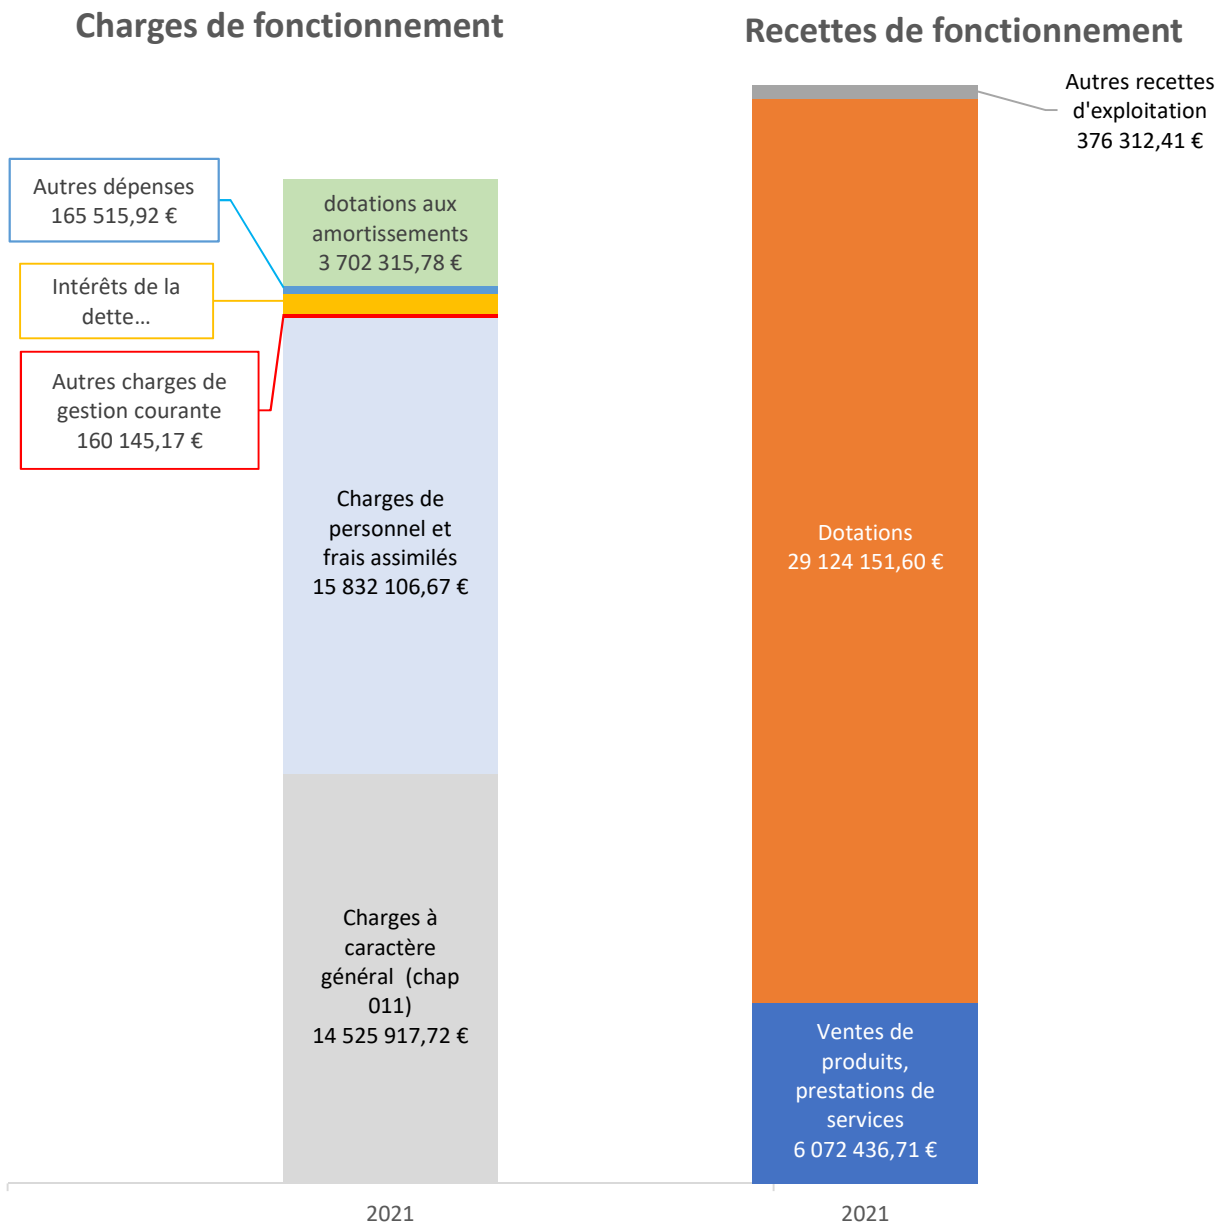 Charges de fonctionnement
Autres dépenses
165 515,92 €
Intérêts de la
dette...
Autres charges de
gestion courante
160 145,17 €
dotations aux
amortissements
3 702 315,78 €
Charges de
personnel et
frais assimilés
15 832 106,67 €
Charges à
caractère
général  (chap
011)
14 525 917,72 €
2021
Recettes de fonctionnement
Autres recettes
d'exploitation
376 312,41 €
Dotations
29 124 151,60 €
Ventes de
produits,
prestations de
services
6 072 436,71 €
2021